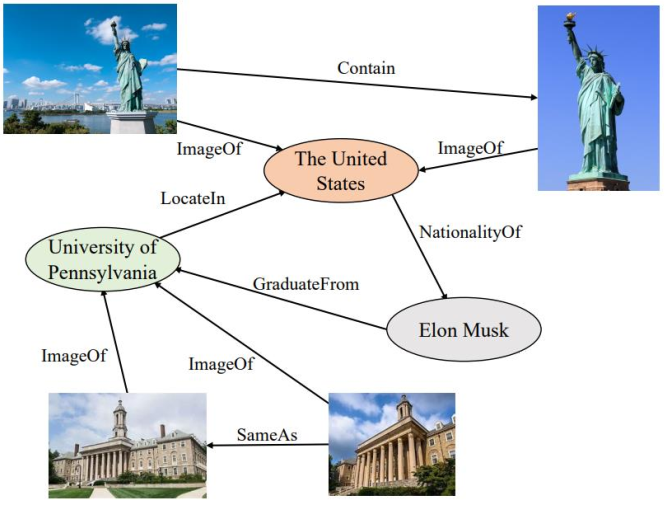 Contain
ImageOf
ImageOf
The United
States
LocateIn
NationalityOf
University of
Pennsylvania
GraduateFrom
Elon Musk
ImageOf
ImageOf
SameAs